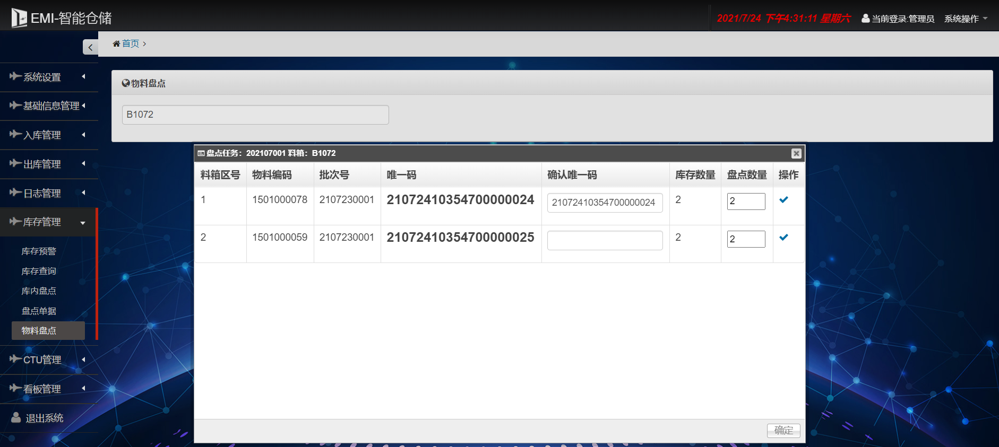 EMI-智能仓储
2021/7/24 下午4:31:11 星期六
当前登录:管理员
系统操作
首页
系统设置
基础信息管理
入库管理
出库管理
日志管理
库存管理
库存预警
库存查询
库内盘点
盘点单据
物料盘点
CTU管理
看板管理
退出系统
物料盘点
B1072
盘点任务：202107001 料箱：B1072
料箱区号 物料编码 批次号 唯一码 确认唯一码 库存数量 盘点数量 操作
1 1501000078 2107230001 21072410354700000024 21072410354700000024 2 2
2 1501000059 2107230001 21072410354700000025 2 2
确定